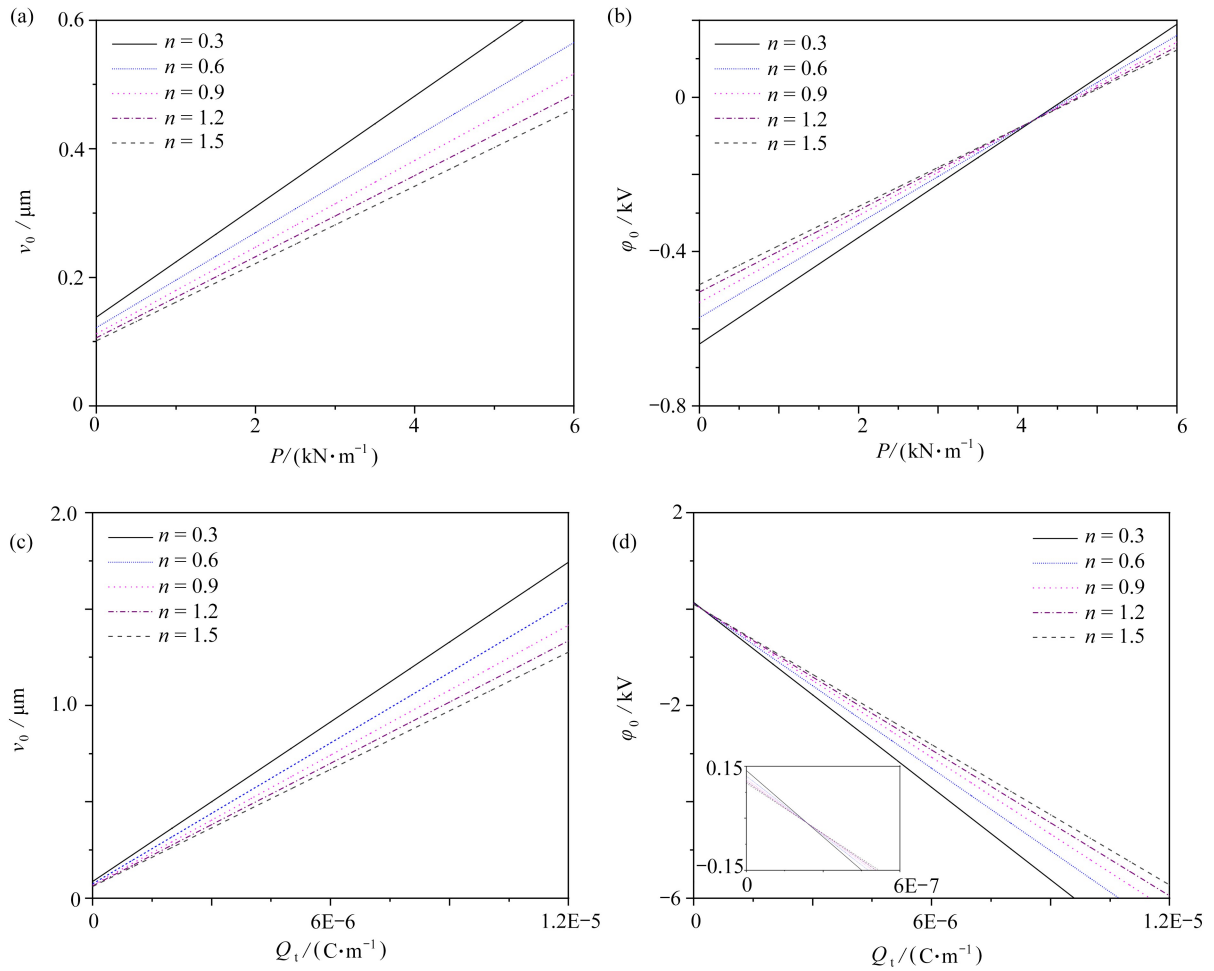 (a)
0.6
n = 0.3
n = 0.6
n = 0.9
n = 1.2
n = 1.5
0.4
0.2
0
v₀ / μm
0 2 4 6
P/(kN·m⁻¹)
(b)
n = 0.3
n = 0.6
n = 0.9
n = 1.2
n = 1.5
0
−0.4
−0.8
φ₀ / kV
0 2 4 6
P/(kN·m⁻¹)
(c)
2.0
n = 0.3
n = 0.6
n = 0.9
n = 1.2
n = 1.5
1.0
0
v₀ / μm
0 6E−6 1.2E−5
Qₜ/(C·m⁻¹)
(d)
2
n = 0.3
n = 0.6
n = 0.9
n = 1.2
n = 1.5
−2
−6
φ₀ / kV
0.15
−0.15
0 6E−7
0 6E−6 1.2E−5
Qₜ/(C·m⁻¹)